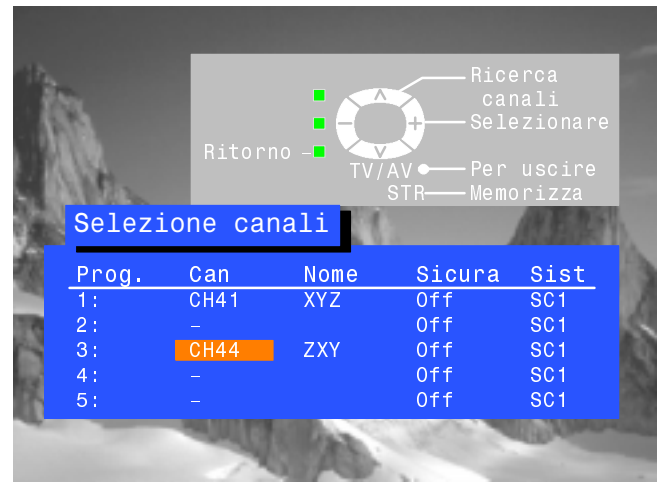 Ricerca
canali
Selezionare
Ritorno
TV/AV Per uscire
STR Memorizza
Selezione canali
Prog. Can Nome Sicura Sist
1: CH41 XYZ Off SC1
2: – Off SC1
3: CH44 ZXY Off SC1
4: – Off SC1
5: – Off SC1